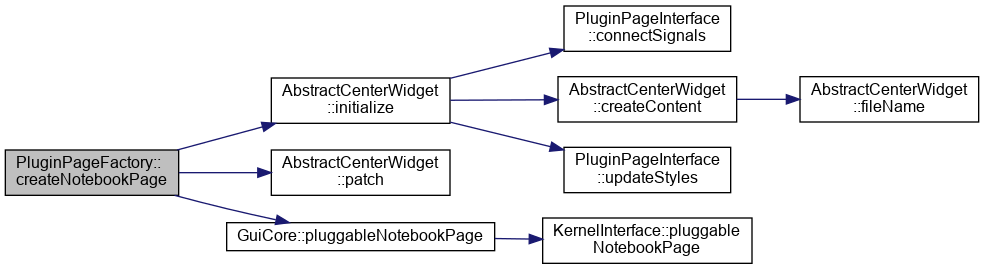 PluginPageFactory::
createNotebookPage
AbstractCenterWidget
::initialize
PluginPageInterface
::connectSignals
AbstractCenterWidget
::createContent
AbstractCenterWidget
::fileName
PluginPageInterface
::updateStyles
AbstractCenterWidget
::patch
GuiCore::pluggableNotebookPage
KernelInterface::pluggable
NotebookPage